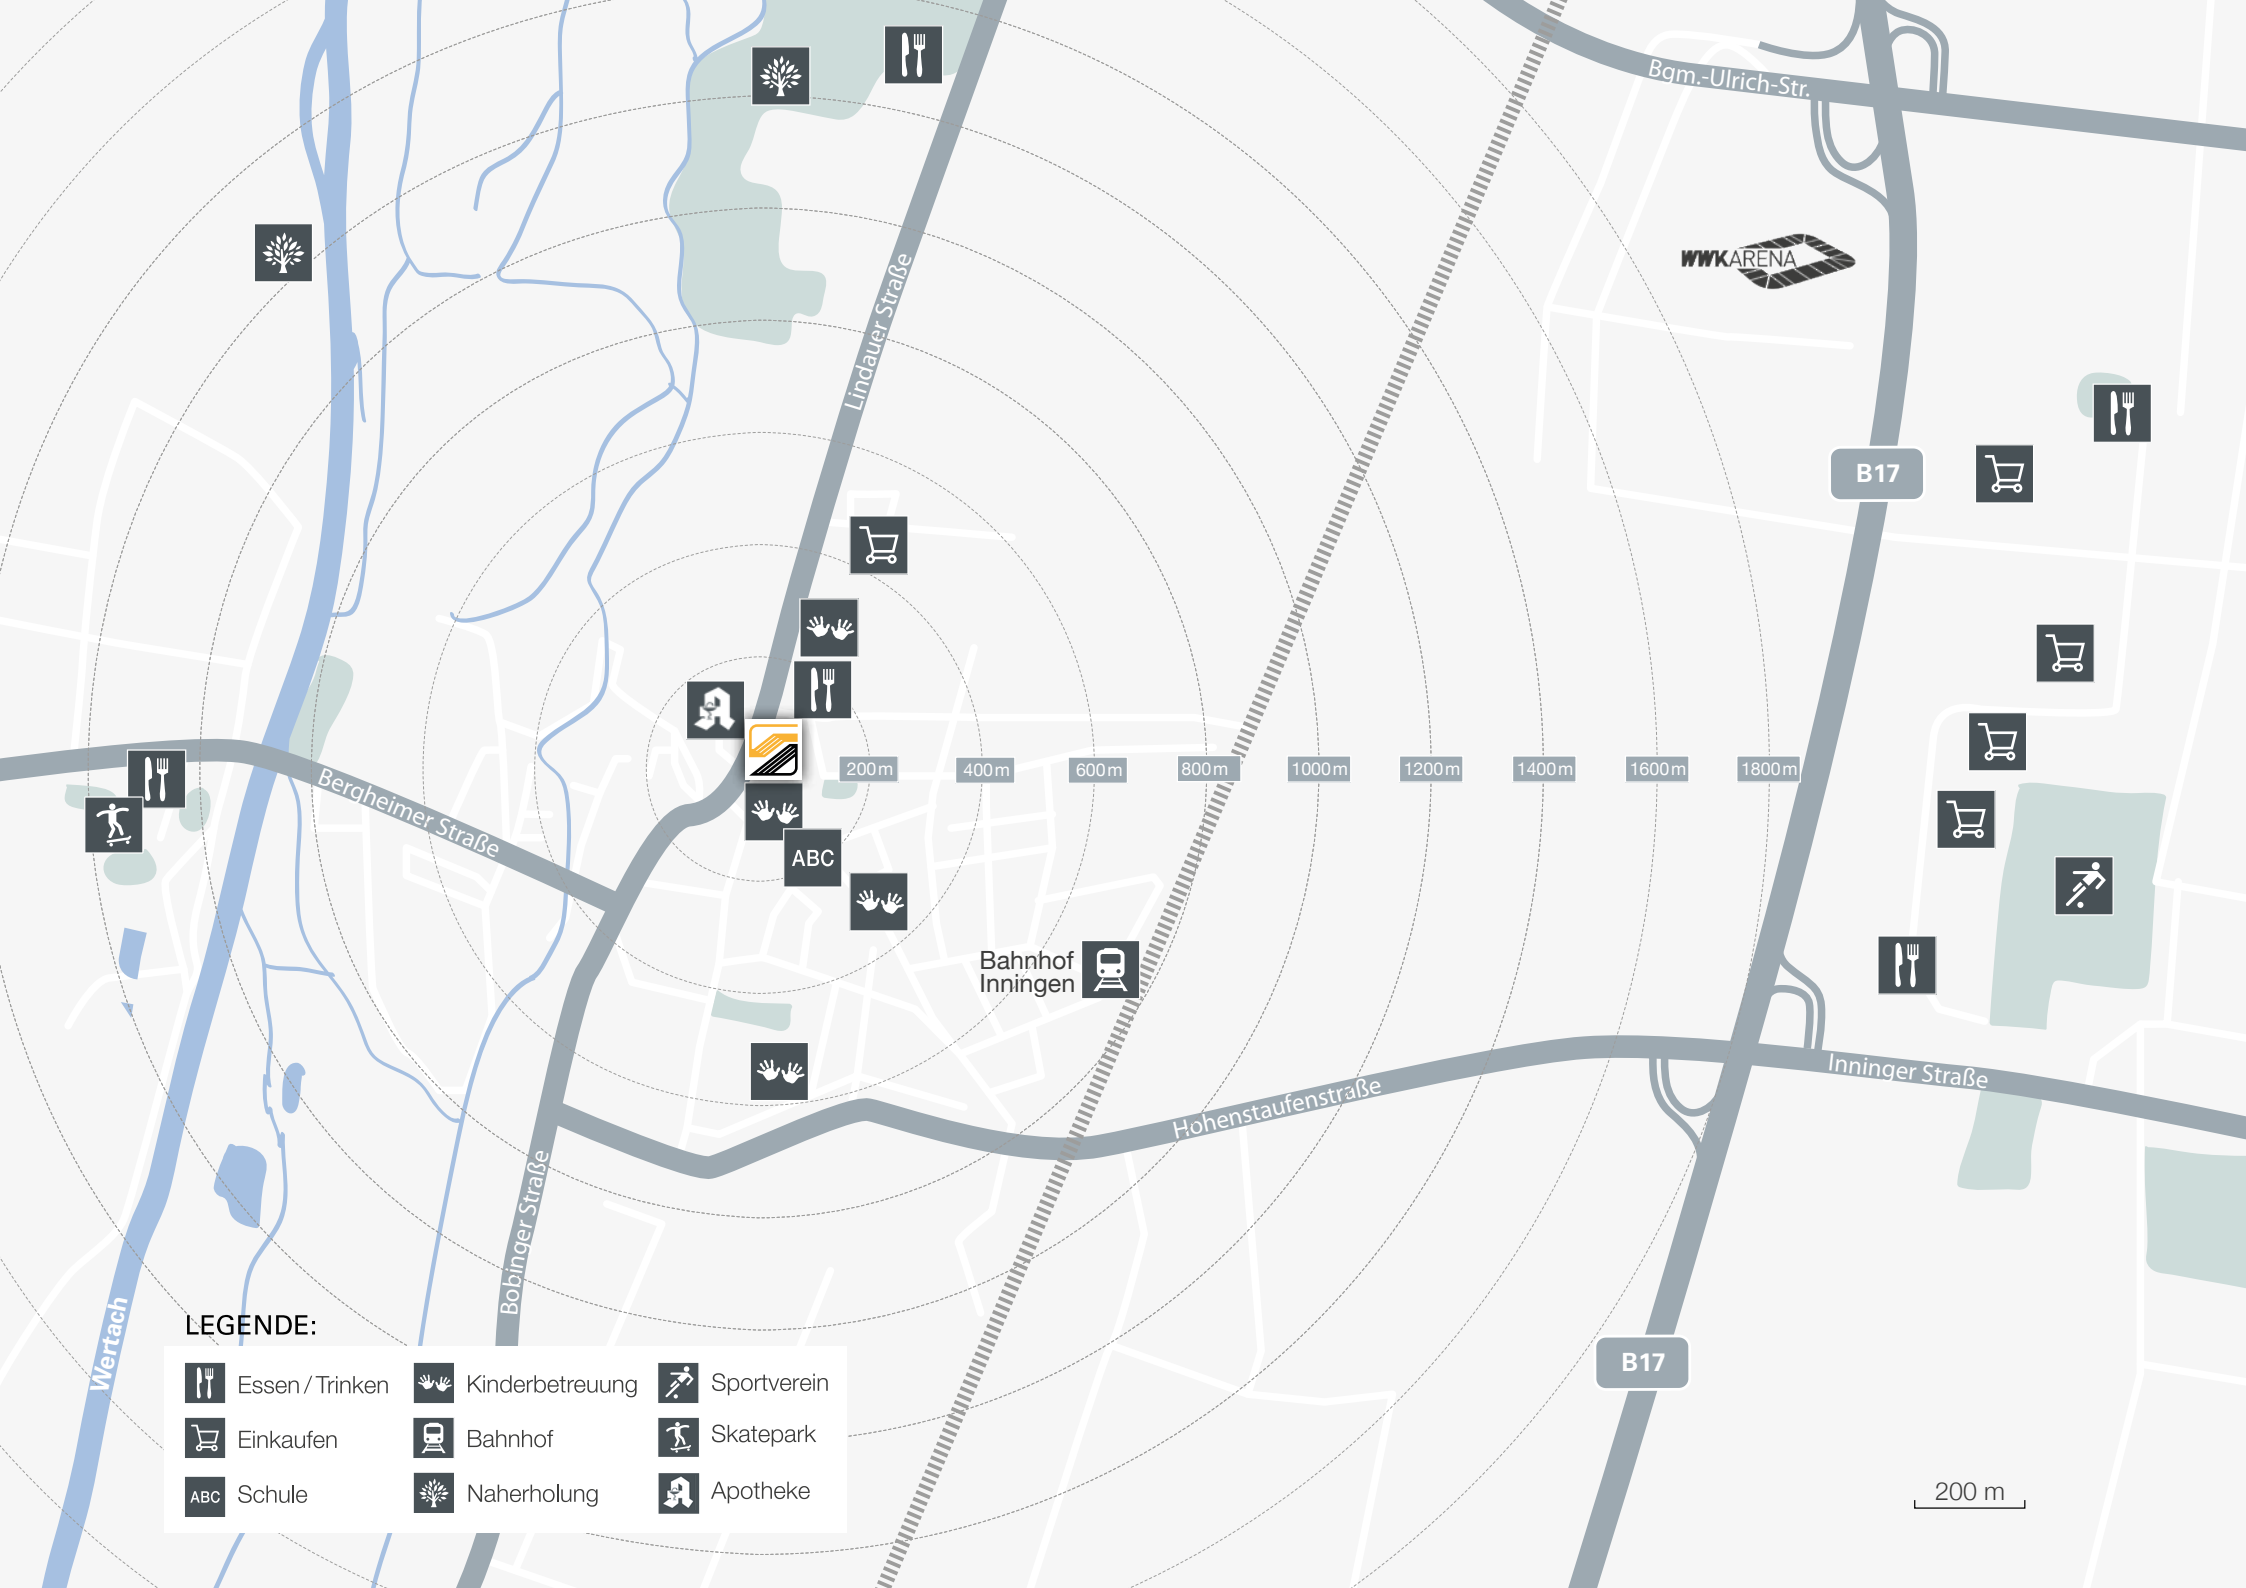 Bgm.-Ulrich-Str.
WWKARENA
Lindauer Straße
B17
200m
400m
600m
800m
1000m
1200m
1400m
1600m
1800m
Bergheimer Straße
ABC
Bahnhof
Inningen
Inninger Straße
Hohenstaufenstraße
Bobinger Straße
Wertach
B17
LEGENDE:
Essen / Trinken
Kinderbetreuung
Sportverein
Einkaufen
Bahnhof
Skatepark
ABC
Schule
Naherholung
Apotheke
200 m